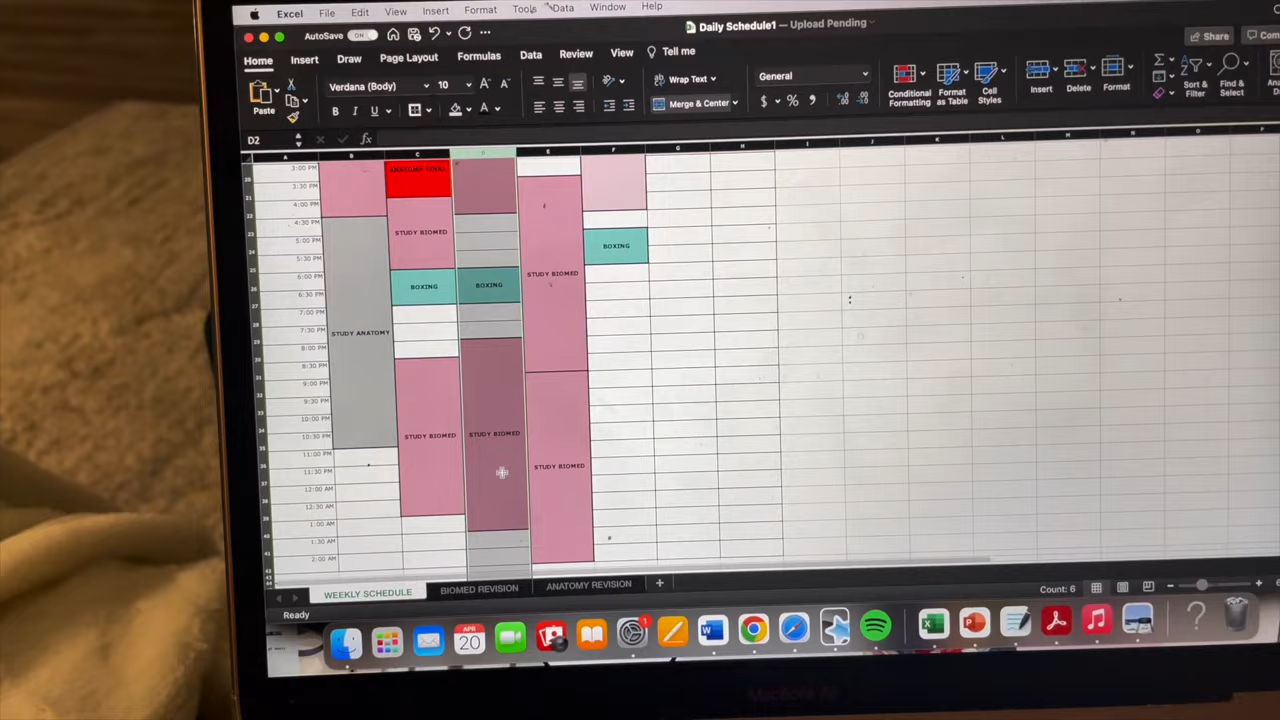 Excel File Edit View Insert Format Tools Data Window Help
AutoSave ON Daily Schedule1 — Upload Pending Share
Home Insert Draw Page Layout Formulas Data Review View Tell me
Paste Verdana (Body) 10 Wrap Text General
B I U Merge & Center $ % Conditional Formatting Format as Table Cell Styles Insert Delete Format Sort & Filter Find & Select
D2 fx
A B C D E F G H I J K L M N O P
3:00 PM
3:30 PM
4:00 PM
4:30 PM STUDY BIOMED
5:00 PM BOXING
5:30 PM
6:00 PM BOXING BOXING STUDY BIOMED
6:30 PM
7:00 PM
7:30 PM STUDY ANATOMY
8:00 PM
8:30 PM
9:00 PM
9:30 PM
10:00 PM
10:30 PM STUDY BIOMED STUDY BIOMED
11:00 PM
11:30 PM STUDY BIOMED
12:00 AM
12:30 AM
1:00 AM
1:30 AM
2:00 AM
WEEKLY SCHEDULE BIOMED REVISION ANATOMY REVISION +
Ready Count: 6
APR
20
1
MacBook Air